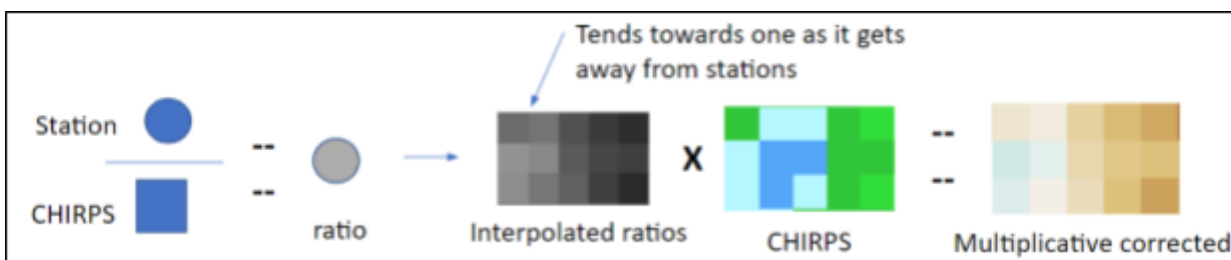 Tends towards one as it gets
away from stations
Station
CHIRPS
--
--
ratio
Interpolated ratios
X
CHIRPS
--
--
Multiplicative corrected